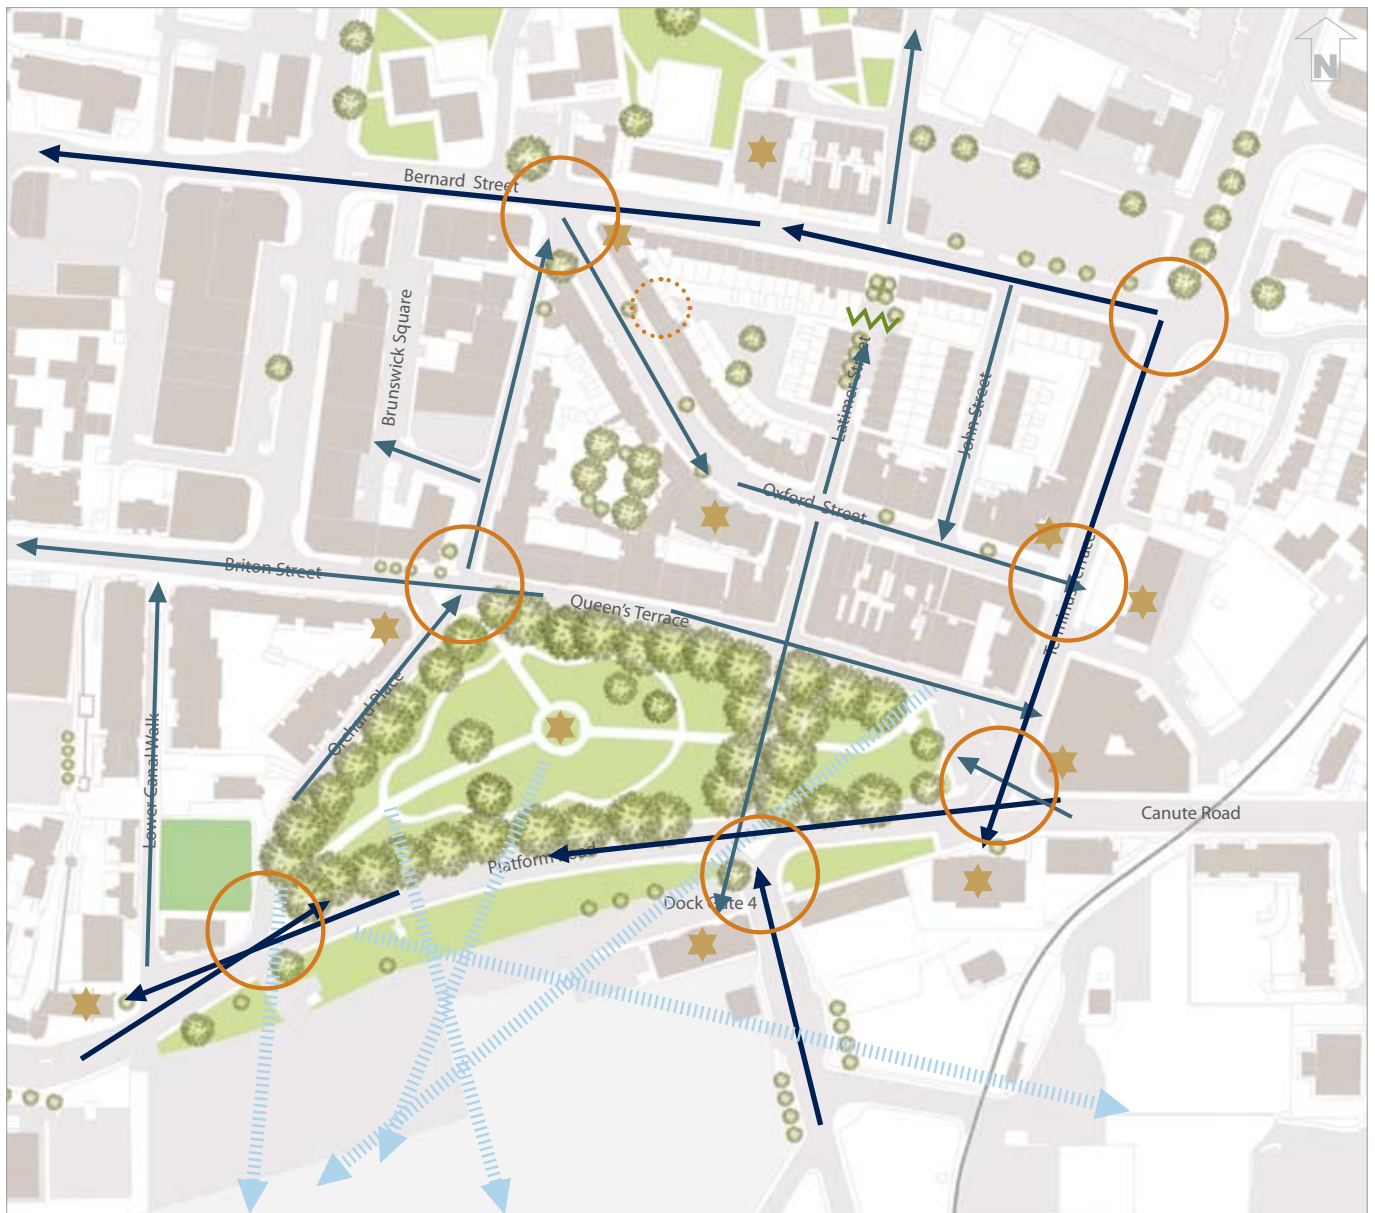 N
Bernard Street
Brunswick Square
Latimer Street
John Street
Oxford Street
Terminus Terrace
Briton Street
Queen's Terrace
Orchard Place
Lower Canal Walk
Canute Road
Platform Road
Dock Gate 4